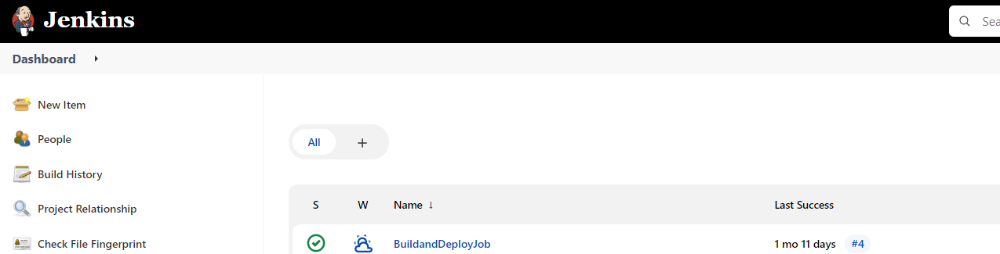 Jenkins
Sea
Dashboard
New Item
People
Build History
Project Relationship
Check File Fingerprint
All +
S W Name ↓ Last Success
BuildandDeployJob 1 mo 11 days #4